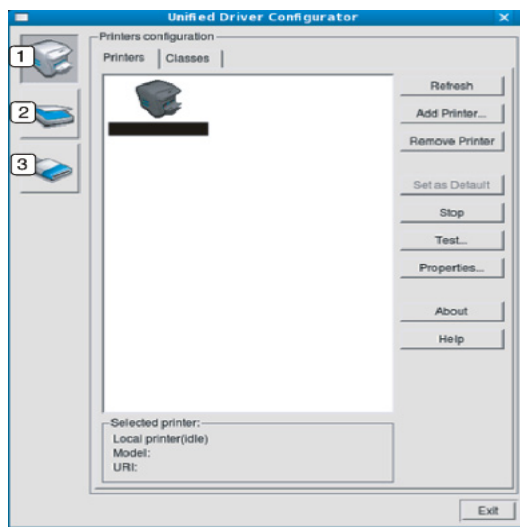 Unified Driver Configurator
Printers configuration
Printers
Classes
1
2
3
Refresh
Add Printer...
Remove Printer
Set as Default
Stop
Test...
Properties...
About
Help
Selected printer:
Local printer(idle)
Model:
URI:
Exit